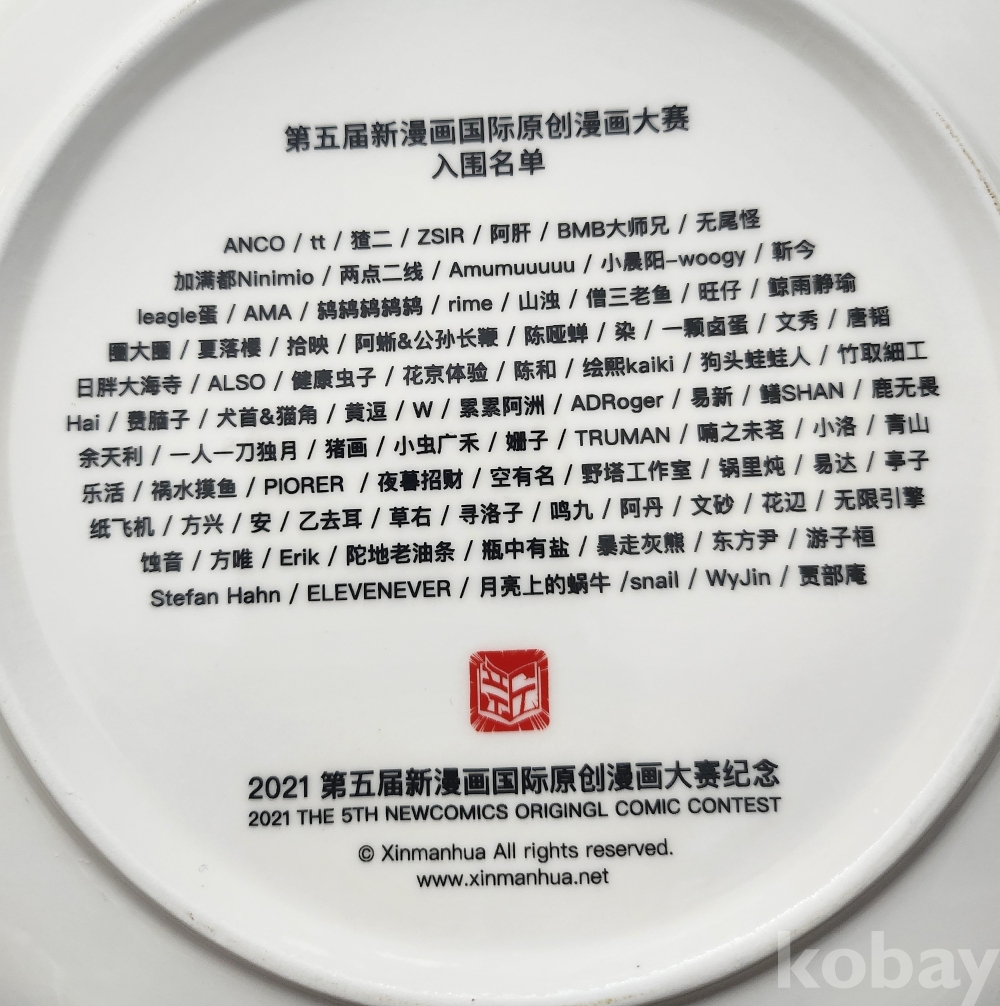 第五届新漫画国际原创漫画大赛
入围名单
ANCO / tt / 猹二 / ZSIR / 阿肝 / BMB大师兄 / 无尾怪
加满都Ninimio / 两点二线 / Amumuuuuu / 小晨阳-woogy / 靳今
leagle蛋 / AMA / 鸫鸫鸫鸫鸫 / rime / 山浊 / 僧三老鱼 / 旺仔 / 鲸雨静瑜
圈大圈 / 夏落樱 / 拾映 / 阿蜥&公孙长鞭 / 陈哑蝉 / 染 / 一颗卤蛋 / 文秀 / 唐韬
日胖大海寺 / ALSO / 健康虫子 / 花京体验 / 陈和 / 绘熙kaiki / 狗头蛙蛙人 / 竹取細工
Hai / 费脑子 / 犬首&猫角 / 黄逗 / W / 累累阿洲 / ADRoger / 易新 / 鳝SHAN / 鹿无畏
余天利 / 一人一刀独月 / 猪画 / 小虫广禾 / 姗子 / TRUMAN / 喃之未茗 / 小洛 / 青山
乐活 / 祸水摸鱼 / PIORER / 夜暮招财 / 空有名 / 野塔工作室 / 锅里炖 / 易达 / 亭子
纸飞机 / 方兴 / 安 / 乙去耳 / 草右 / 寻洛子 / 鸣九 / 阿丹 / 文砂 / 花辺 / 无限引擎
蚀音 / 方唯 / Erik / 陀地老油条 / 瓶中有盐 / 暴走灰熊 / 东方尹 / 游子桓
Stefan Hahn / ELEVENEVER / 月亮上的蜗牛 /snail / WyJin / 贾部庵
2021 第五届新漫画国际原创漫画大赛纪念
2021 THE 5TH NEWCOMICS ORIGINGL COMIC CONTEST
© Xinmanhua All rights reserved.
www.xinmanhua.net
kobay